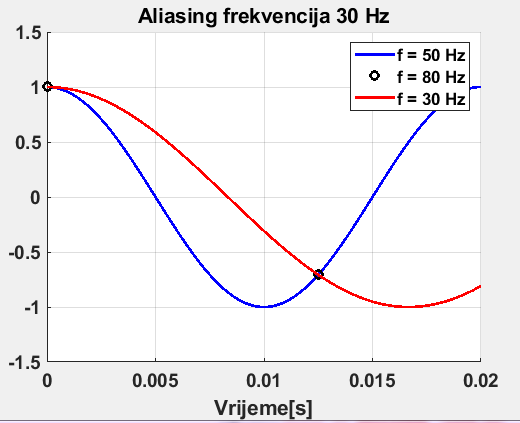 Aliasing frekvencija 30 Hz
1.5
1
0.5
0
-0.5
-1
-1.5
f = 50 Hz
f = 80 Hz
f = 30 Hz
0 0.005 0.01 0.015 0.02
Vrijeme[s]